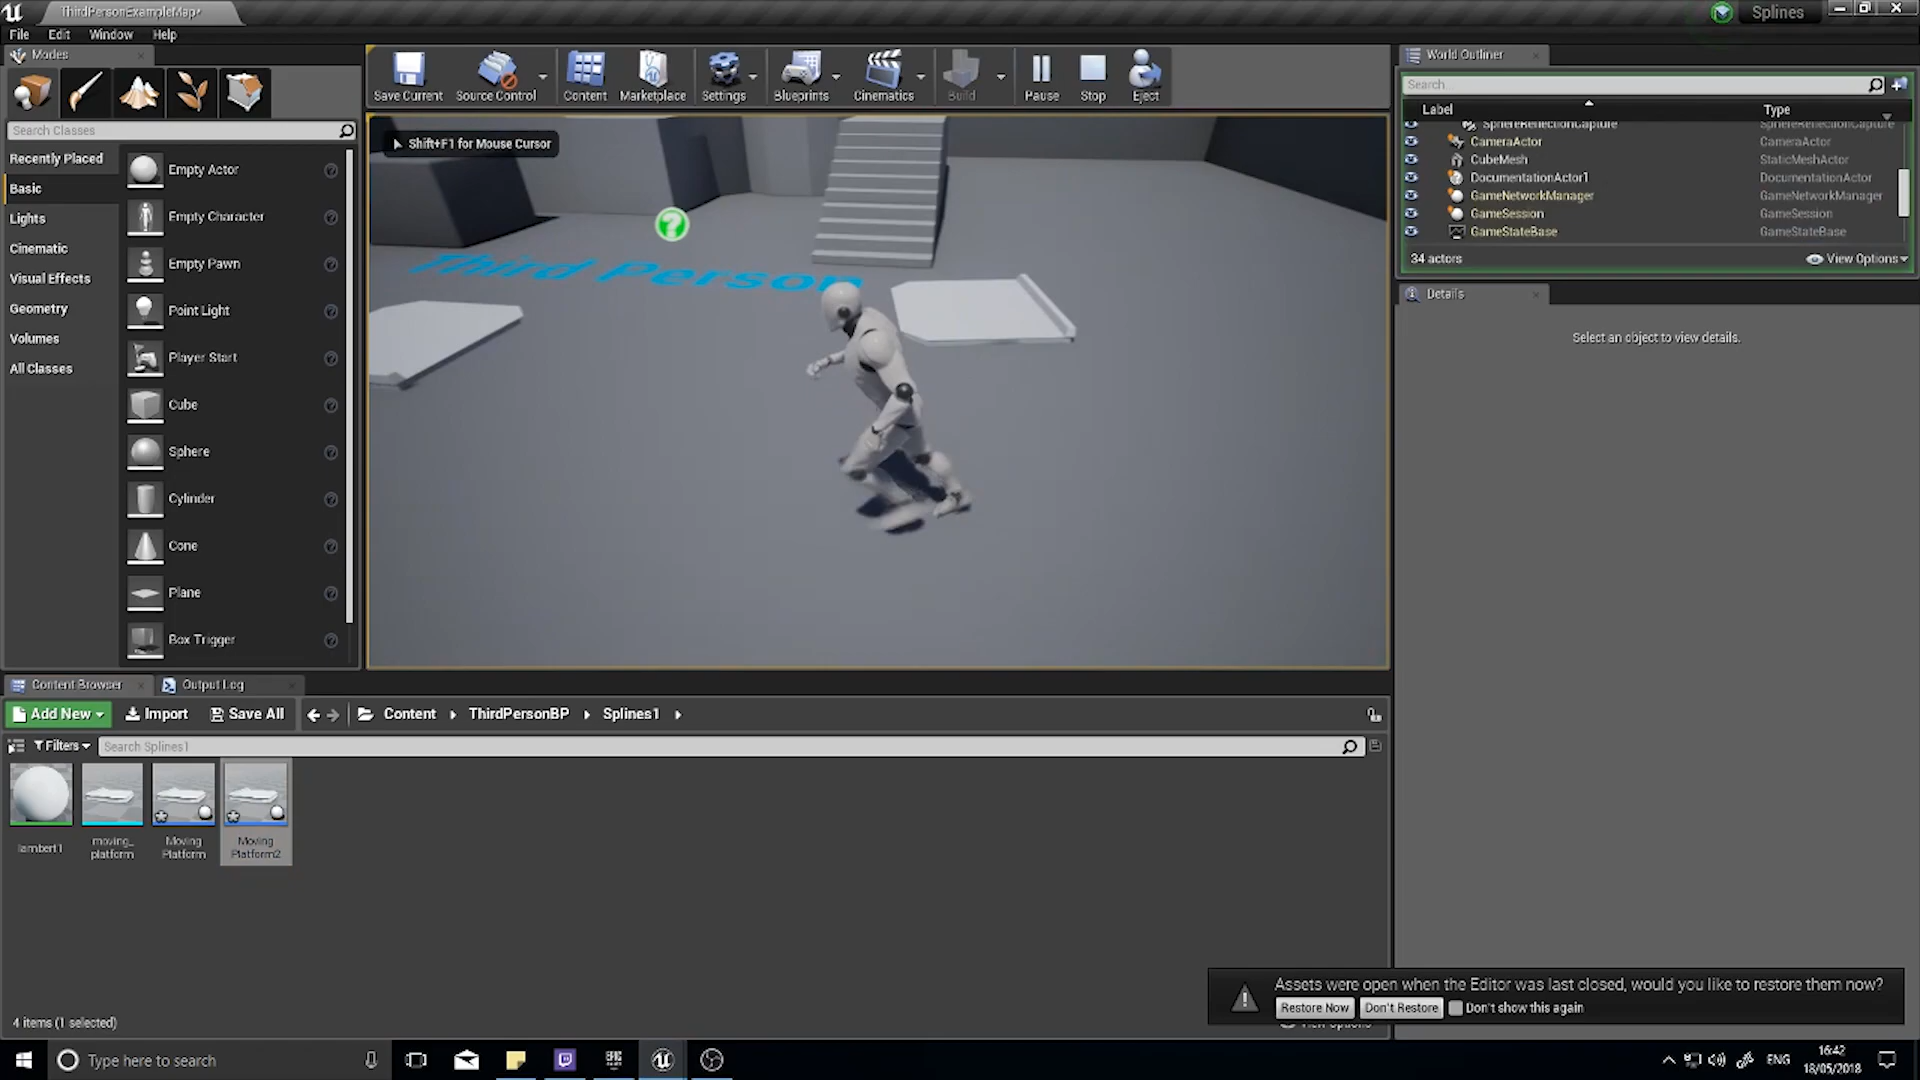 ThirdPersonExampleMap*
Splines
File Edit Window Help
Modes
Search Classes
Recently Placed
Basic
Lights
Cinematic
Visual Effects
Geometry
Volumes
All Classes
Empty Actor
Empty Character
Empty Pawn
Point Light
Player Start
Cube
Sphere
Cylinder
Cone
Plane
Box Trigger
Save Current
Source Control
Content
Marketplace
Settings
Blueprints
Cinematics
Build
Pause
Stop
Eject
Shift+F1 for Mouse Cursor
Third Person
World Outliner
Search...
Label Type
SphereReflectionCapture SphereReflectionCapture
CameraActor CameraActor
CubeMesh StaticMeshActor
DocumentationActor1 DocumentationActor
GameNetworkManager GameNetworkManager
GameSession GameSession
GameStateBase GameStateBase
34 actors View Options
Details
Select an object to view details.
Content Browser
Output Log
Add New Import Save All Content ThirdPersonBP Splines1
Filters Search Splines1
lambert1
moving_
platform
Moving
Platform
Moving
Platform2
4 items (1 selected)
View Options
Assets were open when the Editor was last closed, would you like to restore them now?
Restore Now Don't Restore Don't show this again
Type here to search
ENG
16:42
18/05/2018